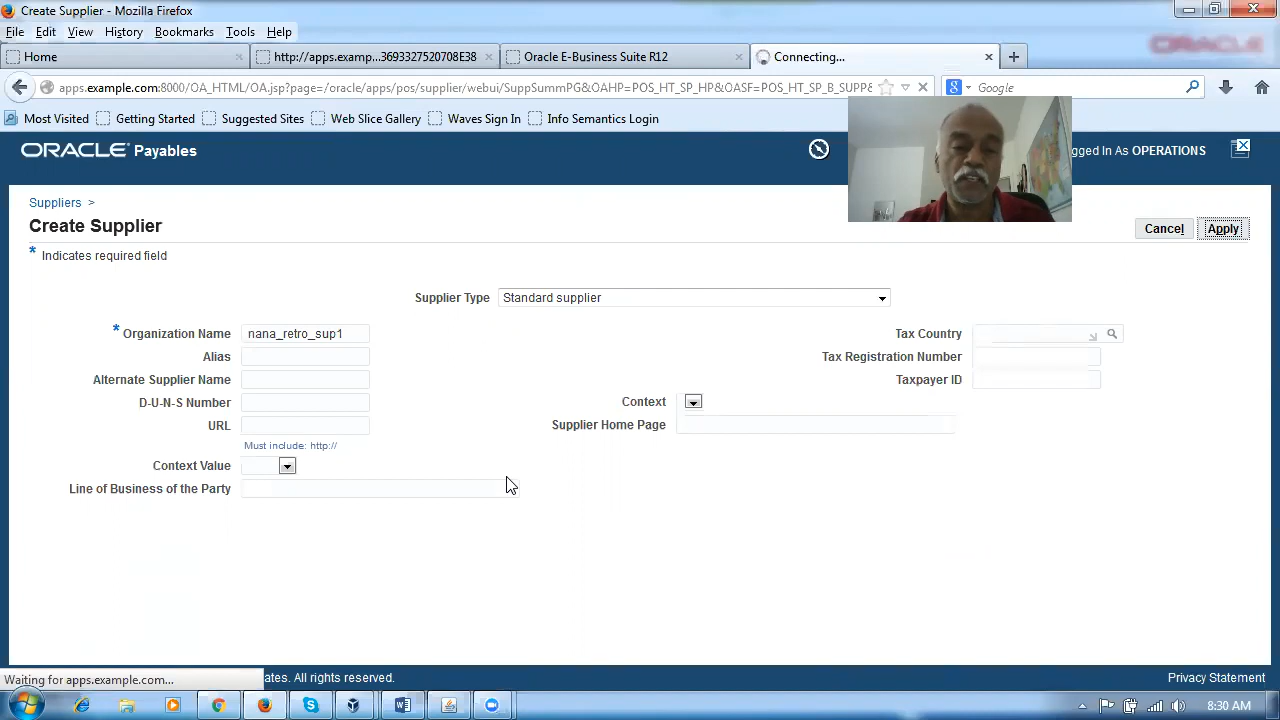 Create Supplier - Mozilla Firefox
File Edit View History Bookmarks Tools Help
Home
http://apps.examp...3693327520708E38
Oracle E-Business Suite R12
Connecting...
apps.example.com:8000/OA_HTML/OA.jsp?page=/oracle/apps/pos/supplier/webui/SuppSummPG&OAHP=POS_HT_SP_HP&OASF=POS_HT_SP_B_SUPP&
Google
Most Visited Getting Started Suggested Sites Web Slice Gallery Waves Sign In Info Semantics Login
ORACLE Payables
gged In As OPERATIONS
Suppliers >
Create Supplier
Cancel Apply
* Indicates required field
Supplier Type Standard supplier
* Organization Name nana_retro_sup1
Tax Country
Alias
Tax Registration Number
Alternate Supplier Name
Taxpayer ID
D-U-N-S Number
Context
URL
Supplier Home Page
Must include: http://
Context Value
Line of Business of the Party
Waiting for apps.example.com...
ates. All rights reserved.
Privacy Statement
8:30 AM